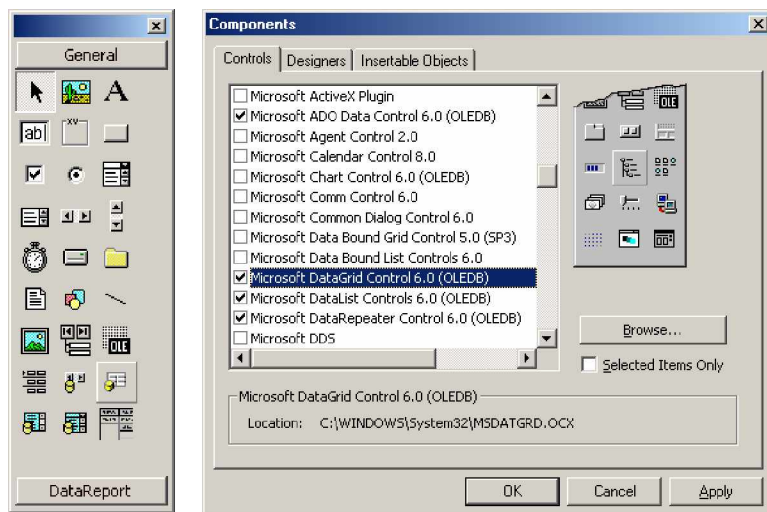 General
A
ab
xv
OLE
DataReport
Components
Controls
Designers
Insertable Objects
Microsoft ActiveX Plugin
Microsoft ADO Data Control 6.0 (OLEDB)
Microsoft Agent Control 2.0
Microsoft Calendar Control 8.0
Microsoft Chart Control 6.0 (OLEDB)
Microsoft Comm Control 6.0
Microsoft Common Dialog Control 6.0
Microsoft Data Bound Grid Control 5.0 (SP3)
Microsoft Data Bound List Controls 6.0
Microsoft DataGrid Control 6.0 (OLEDB)
Microsoft DataList Controls 6.0 (OLEDB)
Microsoft DataRepeater Control 6.0 (OLEDB)
Microsoft DDS
OLE
Browse...
Selected Items Only
Microsoft DataGrid Control 6.0 (OLEDB)
Location: C:\WINDOWS\System32\MSDATGRD.OCX
OK
Cancel
Apply